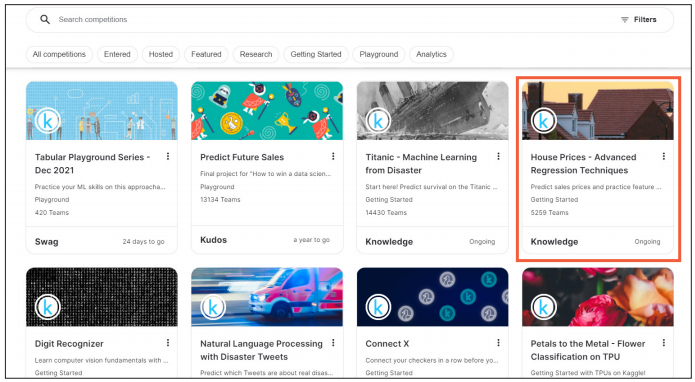 Search competitions
Filters
All competitions
Entered
Hosted
Featured
Research
Getting Started
Playground
Analytics
k
Tabular Playground Series -
Dec 2021
Practice your ML skills on this approacha...
Playground
420 Teams
Swag
24 days to go
k
Predict Future Sales
Final project for "How to win a data scien...
Playground
13134 Teams
Kudos
a year to go
k
Titanic - Machine Learning
from Disaster
Start here! Predict survival on the Titanic ...
Getting Started
14430 Teams
Knowledge
Ongoing
k
House Prices - Advanced
Regression Techniques
Predict sales prices and practice feature ...
Getting Started
5259 Teams
Knowledge
Ongoing
k
Digit Recognizer
Learn computer vision fundamentals with ...
Getting Started
k
Natural Language Processing
with Disaster Tweets
Predict which Tweets are about real disas...
Getting Started
k
Connect X
Connect your checkers in a row before yo...
Getting Started
k
Petals to the Metal - Flower
Classification on TPU
Getting Started with TPUs on Kaggle!
Getting Started